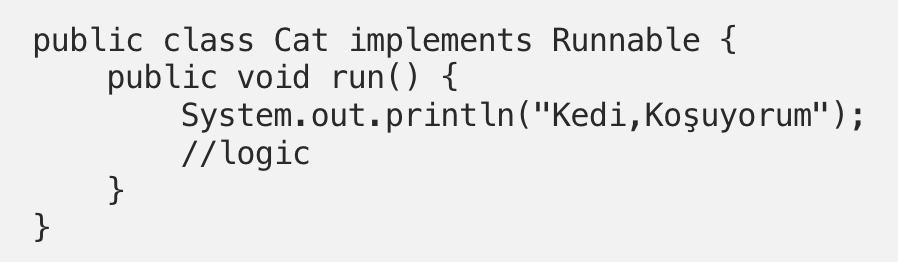 public class Cat implements Runnable {
    public void run() {
        System.out.println("Kedi,Koşuyorum");
        //logic
    }
}